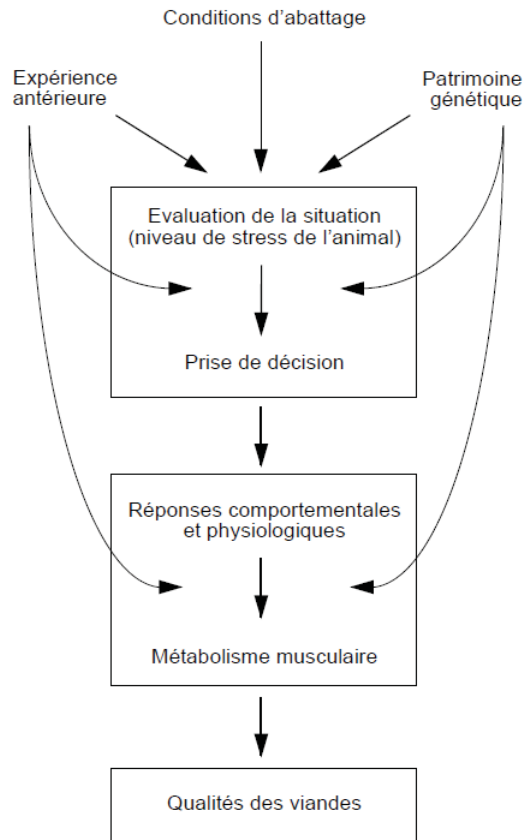 Conditions d'abattage
Expérience
antérieure
Patrimoine
génétique
Evaluation de la situation
(niveau de stress de l'animal)
Prise de décision
Réponses comportementales
et physiologiques
Métabolisme musculaire
Qualités des viandes